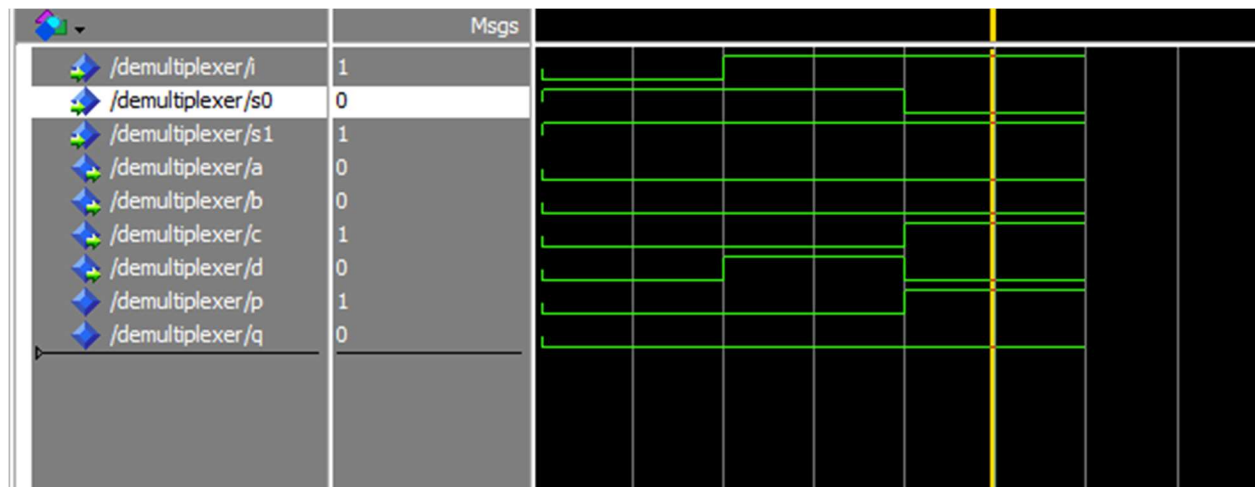 Msgs
/demultiplexer/i 1
/demultiplexer/s0 0
/demultiplexer/s1 1
/demultiplexer/a 0
/demultiplexer/b 0
/demultiplexer/c 1
/demultiplexer/d 0
/demultiplexer/p 1
/demultiplexer/q 0